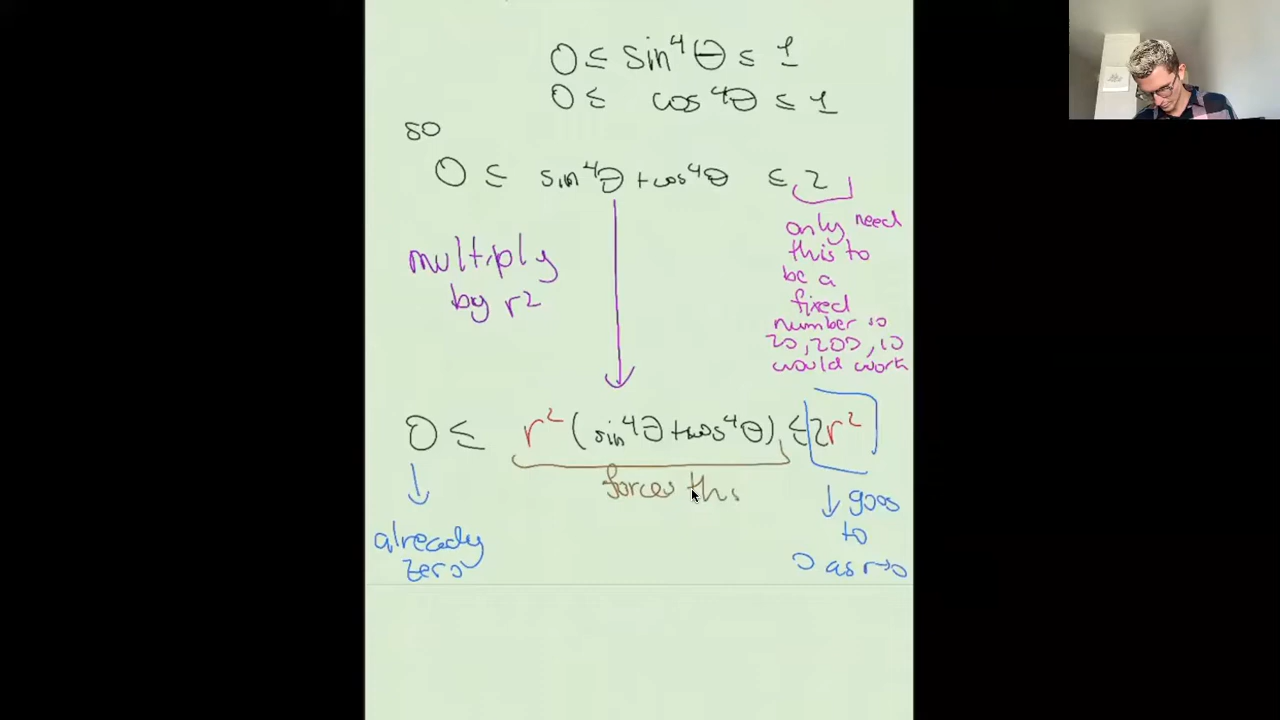 0 ≤ sin⁴θ ≤ 1
0 ≤ cos⁴θ ≤ 1
so
0 ≤ sin⁴θ + cos⁴θ ≤ 2
multiply
by r²
only need
this to
be a
fixed
number so
20, 200, 10
would work
0 ≤ r² (sin⁴θ + cos⁴θ) ≤ 2r²
forces this
already
zero
goes
to
0 as r→0